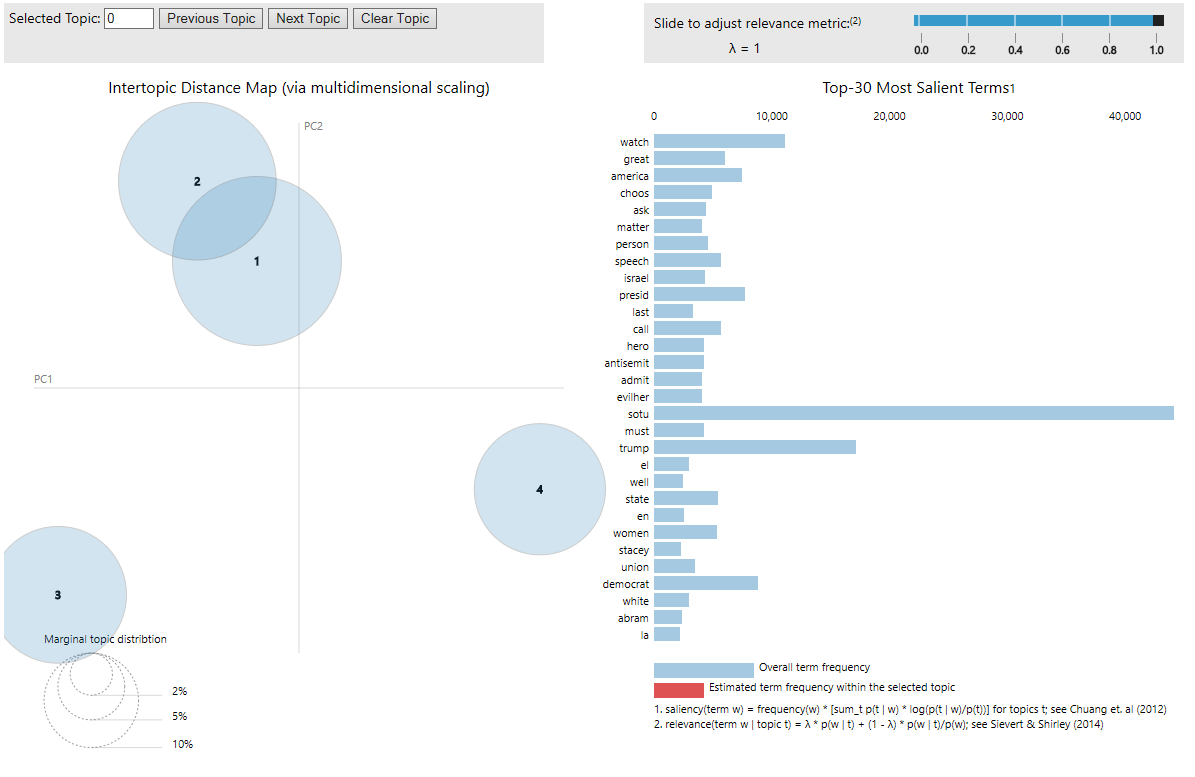 Selected Topic: 0 Previous Topic Next Topic Clear Topic
Slide to adjust relevance metric:(2)
λ = 1
0.0 0.2 0.4 0.6 0.8 1.0
Intertopic Distance Map (via multidimensional scaling)
PC2
PC1
2
1
4
3
Marginal topic distribtion
2%
5%
10%
Top-30 Most Salient Terms1
0 10,000 20,000 30,000 40,000
watch
great
america
choos
ask
matter
person
speech
israel
presid
last
call
hero
antisemit
admit
evilher
sotu
must
trump
el
well
state
en
women
stacey
union
democrat
white
abram
la
Overall term frequency
Estimated term frequency within the selected topic
1. saliency(term w) = frequency(w) * [sum_t p(t | w) * log(p(t | w)/p(t))] for topics t; see Chuang et. al (2012)
2. relevance(term w | topic t) = λ * p(w | t) + (1 - λ) * p(w | t)/p(w); see Sievert & Shirley (2014)